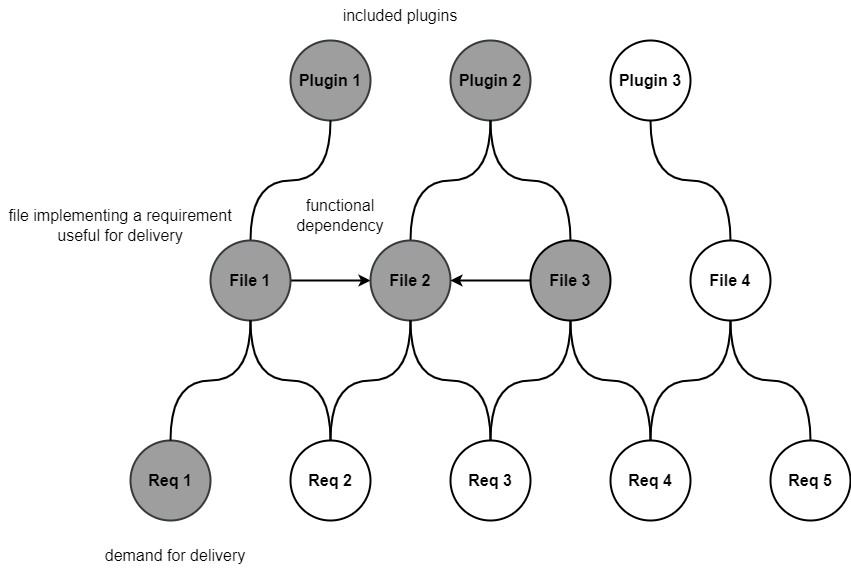 included plugins
Plugin 1
Plugin 2
Plugin 3
file implementing a requirement
useful for delivery
functional
dependency
File 1
File 2
File 3
File 4
Req 1
Req 2
Req 3
Req 4
Req 5
demand for delivery